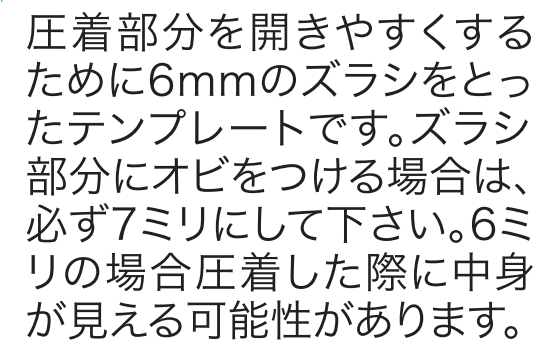 圧着部分を開きやすくする
ために6mmのズラシをとっ
たテンプレートです。ズラシ
部分にオビをつける場合は、
必ず7ミリにして下さい。6ミ
リの場合圧着した際に中身
が見える可能性があります。